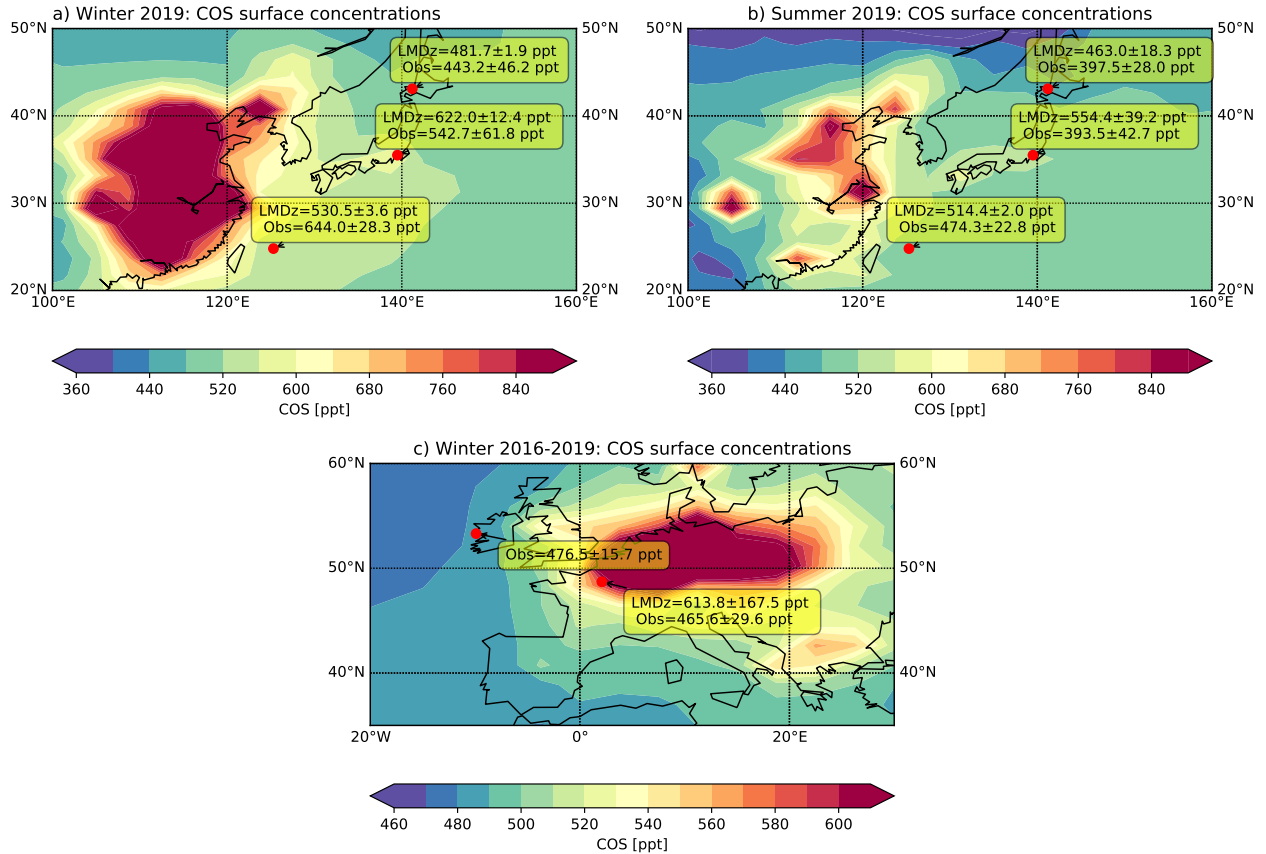 a) Winter 2019: COS surface concentrations
50°N
50°N
LMDz=481.7±1.9 ppt
Obs=443.2±46.2 ppt
40°N
40°N
LMDz=622.0±12.4 ppt
Obs=542.7±61.8 ppt
30°N
30°N
LMDz=530.5±3.6 ppt
Obs=644.0±28.3 ppt
20°N
20°N
100°E
120°E
140°E
160°E
360
440
520
600
680
760
840
COS [ppt]
b) Summer 2019: COS surface concentrations
50°N
50°N
LMDz=463.0±18.3 ppt
Obs=397.5±28.0 ppt
40°N
40°N
LMDz=554.4±39.2 ppt
Obs=393.5±42.7 ppt
30°N
30°N
LMDz=514.4±2.0 ppt
Obs=474.3±22.8 ppt
20°N
20°N
100°E
120°E
140°E
160°E
360
440
520
600
680
760
840
COS [ppt]
c) Winter 2016-2019: COS surface concentrations
60°N
60°N
Obs=476.5±15.7 ppt
50°N
50°N
LMDz=613.8±167.5 ppt
Obs=465.6±29.6 ppt
40°N
40°N
20°W
0°
20°E
460
480
500
520
540
560
580
600
COS [ppt]